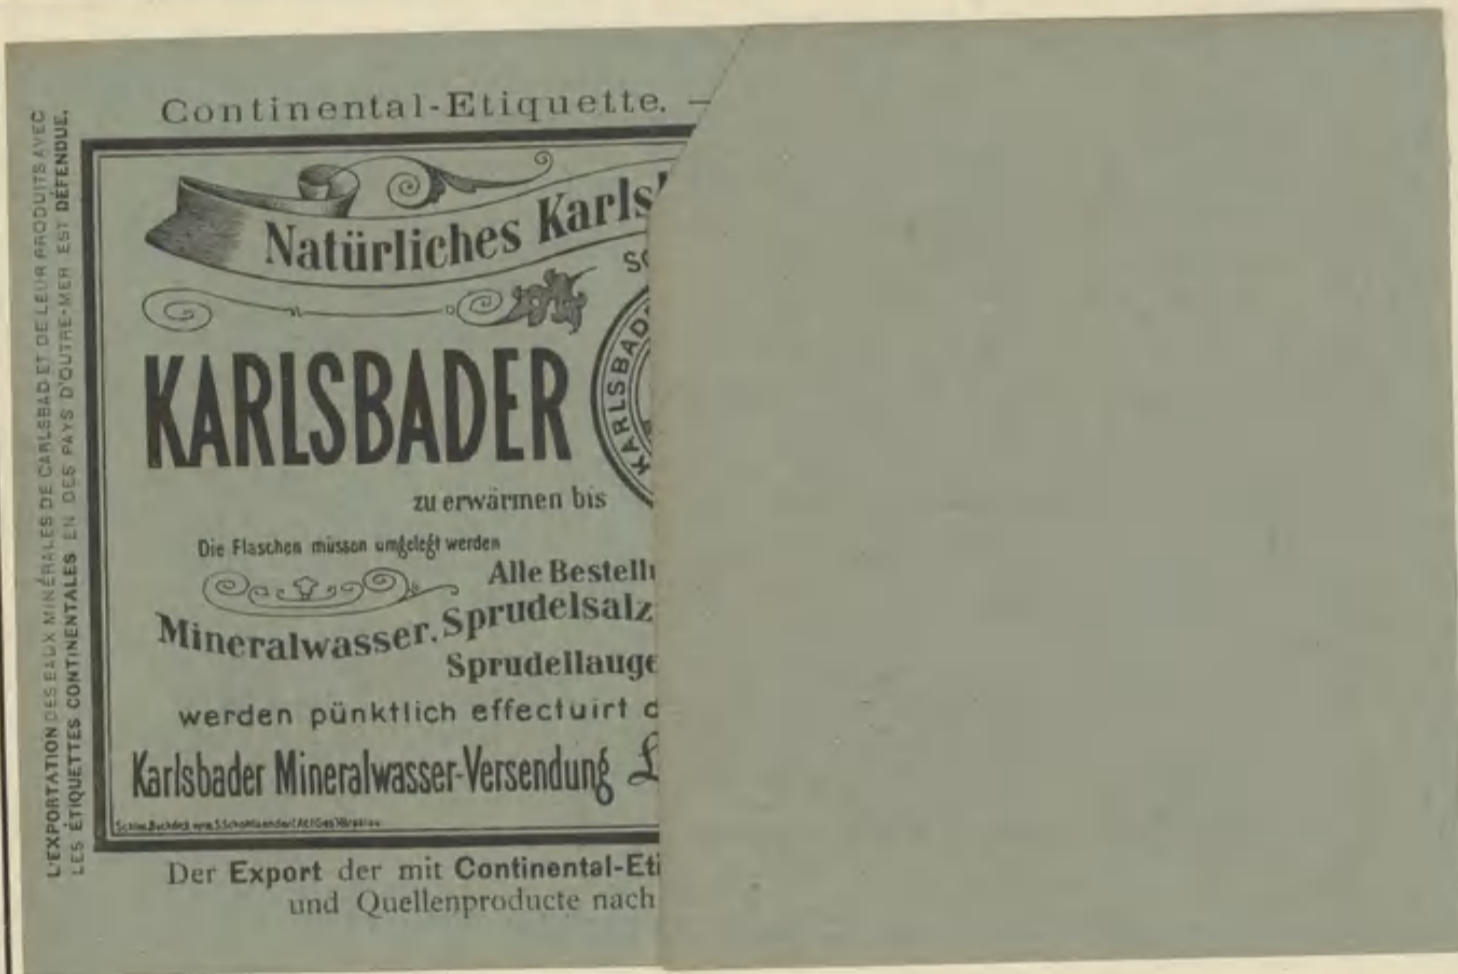 Continental-Etiquette. —
L'EXPORTATION DES EAUX MINÉRALES DE CARLSBAD ET DE LEUR PRODUITS AVEC
LES ÉTIQUETTES CONTINENTALES EN DES PAYS D'OUTRE-MER EST DÉFENDUE.
Natürliches Karls
KARLSBADER
KARLSBAD
zu erwärmen bis
Die Flaschen müssen umgelegt werden
Alle Bestell
Mineralwasser. Sprudelsalz
Sprudellauge
werden pünktlich effectuirt
Karlsbader Mineralwasser-Versendung
Der Export der mit Continental-Eti
und Quellenproducte nach